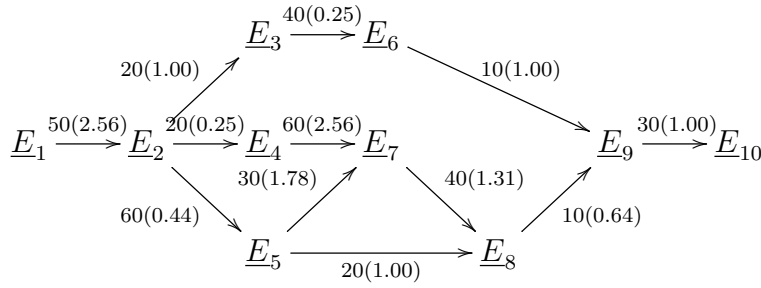 40(0.25)
E3 E6
20(1.00) 10(1.00)
50(2.56) 20(0.25) 60(2.56) 30(1.00)
E1 E2 E4 E7 E9 E10
30(1.78) 40(1.31)
60(0.44) 10(0.64)
E5 E8
20(1.00)